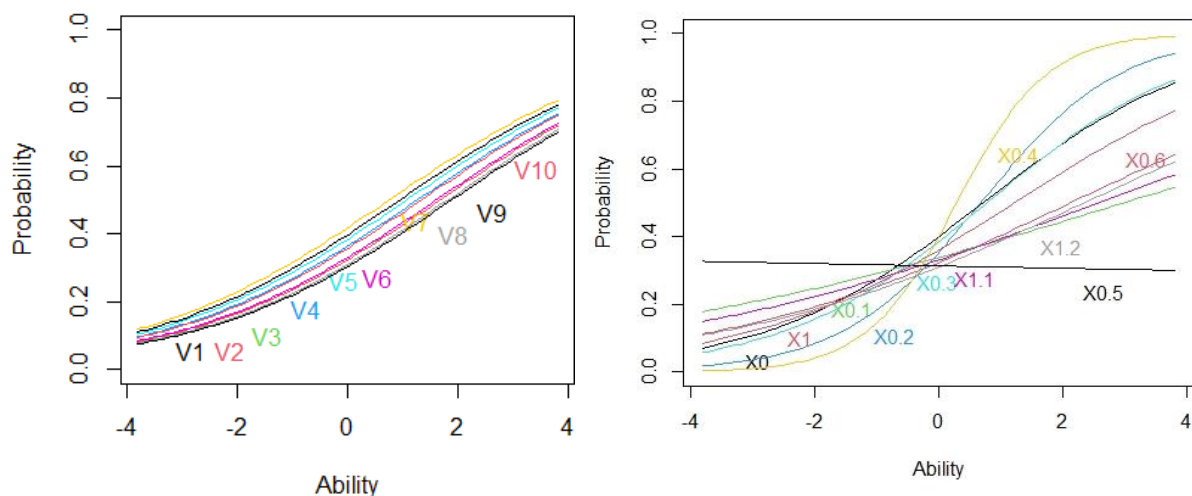 1.0
0.8
0.6
0.4
0.2
0.0
Probability
V1
V2
V3
V4
V5
V6
V7
V8
V9
V10
-4
-2
0
2
4
Ability
1.0
0.8
0.6
0.4
0.2
0.0
Probability
X0
X1
X0.1
X0.2
X0.3
X1.1
X0.4
X1.2
X0.5
X0.6
-4
-2
0
2
4
Ability